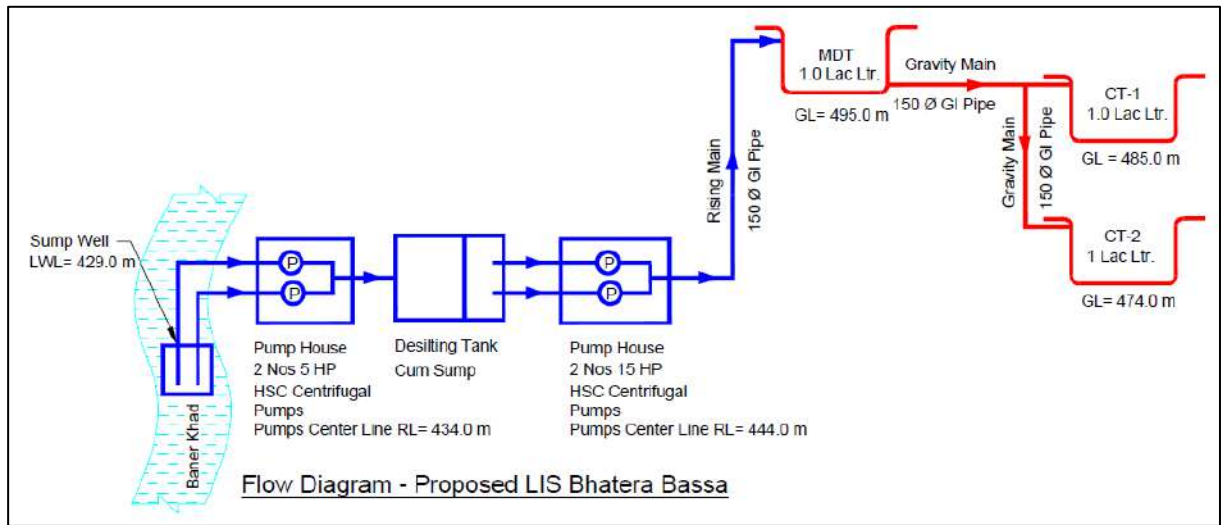 MDT
1.0 Lac Ltr.
GL= 495.0 m
Gravity Main
150 Ø GI Pipe
CT-1
1.0 Lac Ltr.
GL = 485.0 m
Gravity Main
150 Ø GI Pipe
CT-2
1 Lac Ltr.
GL= 474.0 m
Rising Main
150 Ø GI Pipe
Sump Well
LWL= 429.0 m
P
P
P
P
Baner Khad
Pump House
2 Nos 5 HP
HSC Centrifugal
Pumps
Pumps Center Line RL= 434.0 m
Desilting Tank
Cum Sump
Pump House
2 Nos 15 HP
HSC Centrifugal
Pumps
Pumps Center Line RL= 444.0 m
Flow Diagram - Proposed LIS Bhatera Bassa